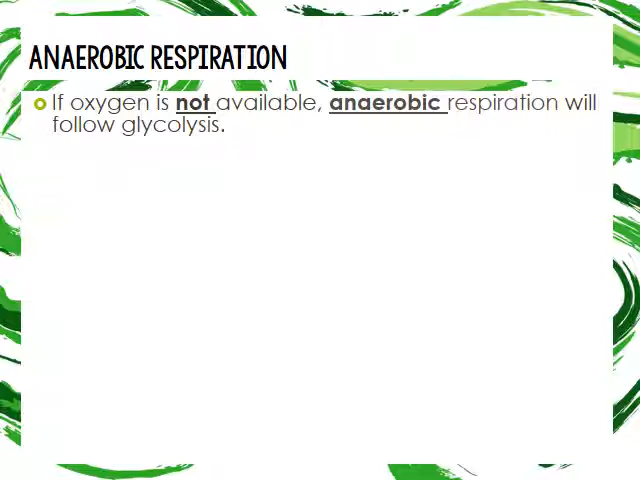 ANAEROBIC RESPIRATION
If oxygen is not available, anaerobic respiration will
follow glycolysis.